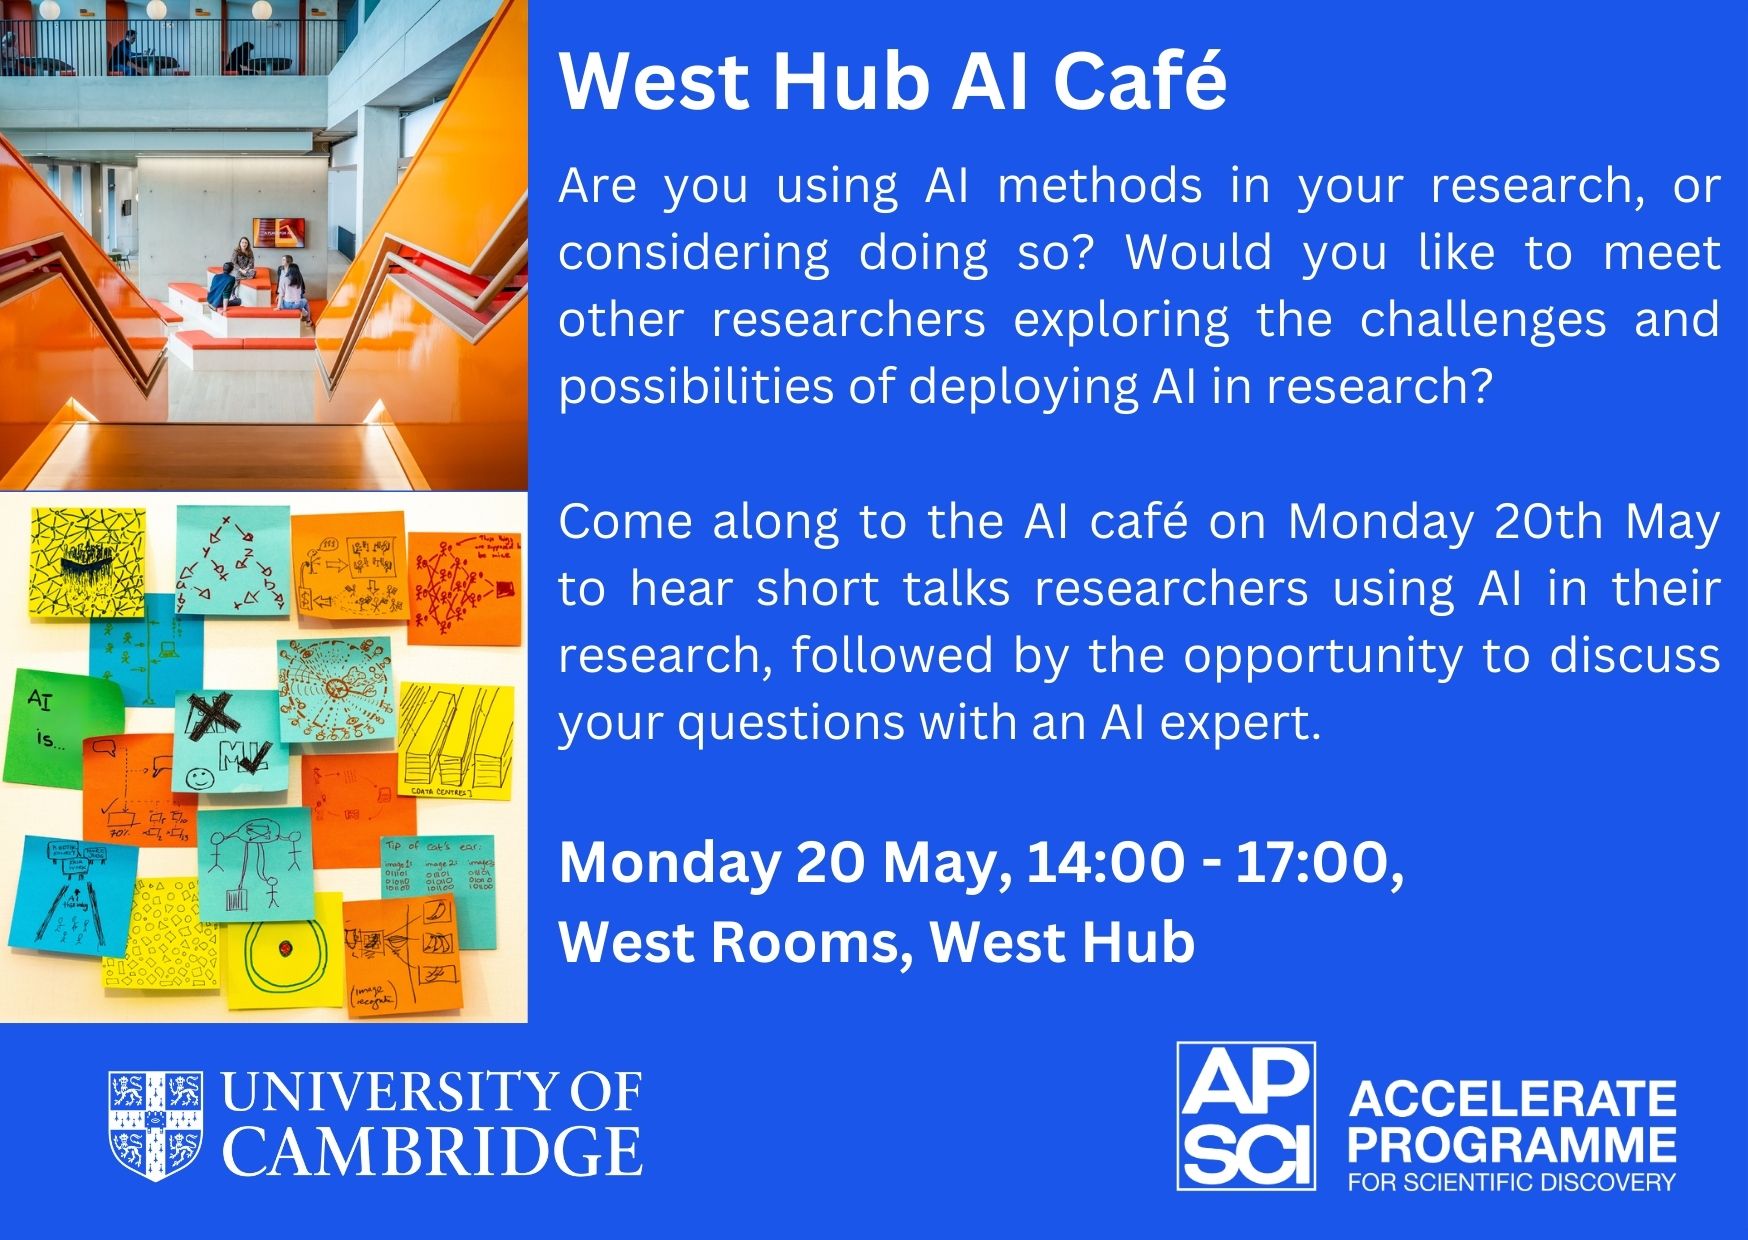 West Hub AI Café
Are you using AI methods in your research, or
considering doing so? Would you like to meet
other researchers exploring the challenges and
possibilities of deploying AI in research?
Come along to the AI café on Monday 20th May
to hear short talks researchers using AI in their
research, followed by the opportunity to discuss
your questions with an AI expert.
Monday 20 May, 14:00 - 17:00,
West Rooms, West Hub
AI
is...
ML
[DATA CENTRES]
70%
Tip of cat's ear:
(image
UNIVERSITY OF
CAMBRIDGE
AP
SCI
ACCELERATE
PROGRAMME
FOR SCIENTIFIC DISCOVERY